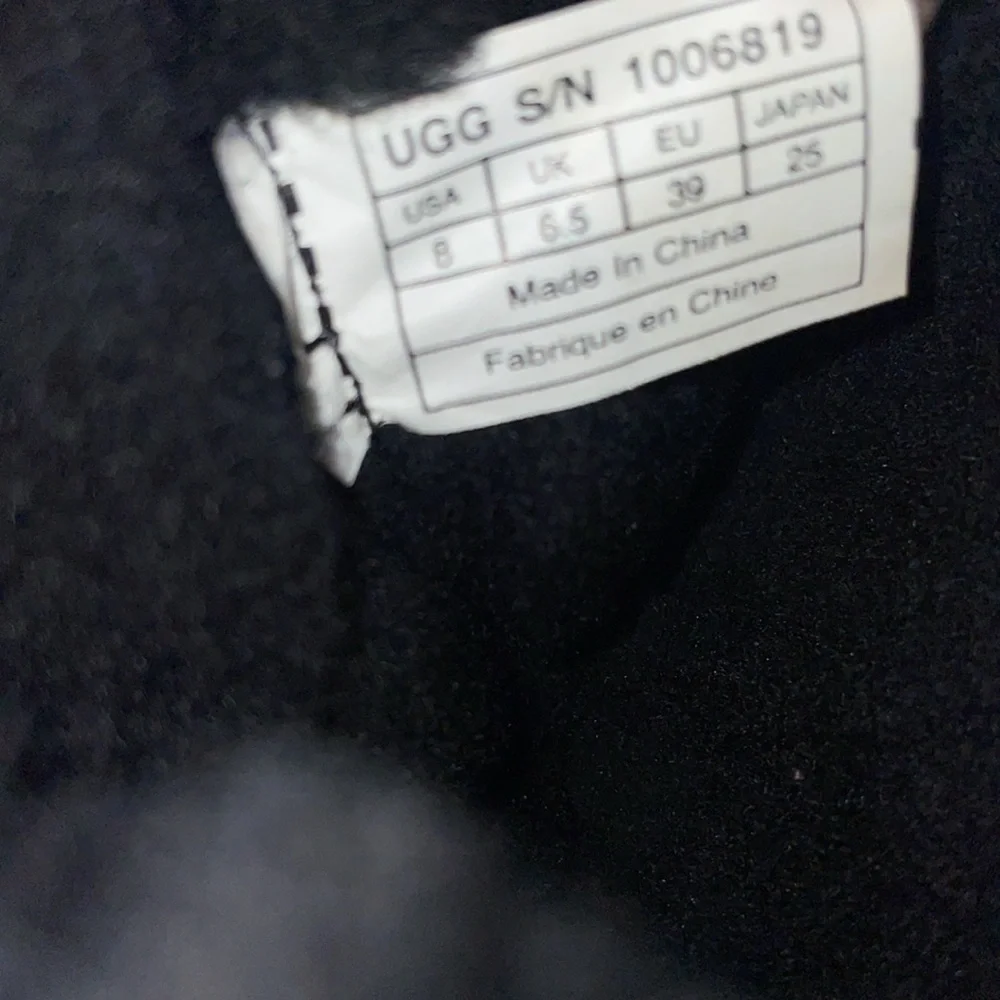 UGG S/N 1006819
USA UK EU JAPAN
8 6.5 39 25
Made In China
Fabrique en Chine